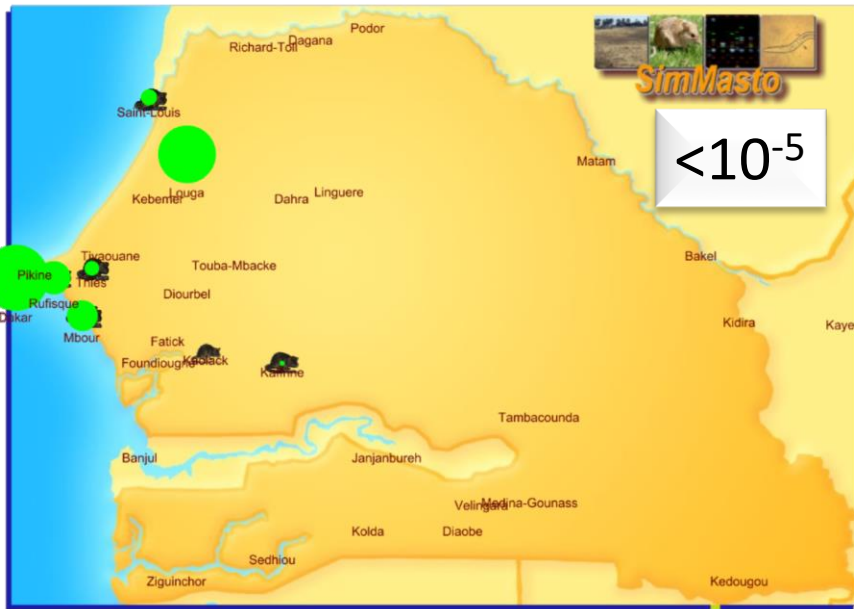 Podor
Dagana
Richard-Toll
SimMasto
Saint-Louis
<10-5
Matam
Louga
Kebemer
Dahra
Linguere
Tivaouane
Bakel
Touba-Mbacke
Pikine
Thies
Diourbel
Rufisque
Dakar
Kidira
Kaye
Mbour
Fatick
Foundiougne
Kaolack
Kafrine
Tambacounda
Banjul
Janjanbureh
Velingara
Medina-Gounass
Kolda
Diaobe
Sedhiou
Ziguinchor
Kedougou